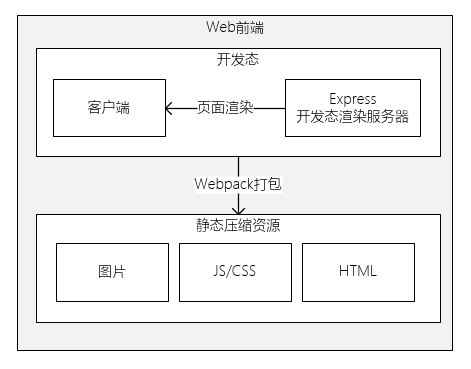 Web前端
开发态
客户端
页面渲染
Express
开发态渲染服务器
Webpack打包
静态压缩资源
图片
JS/CSS
HTML